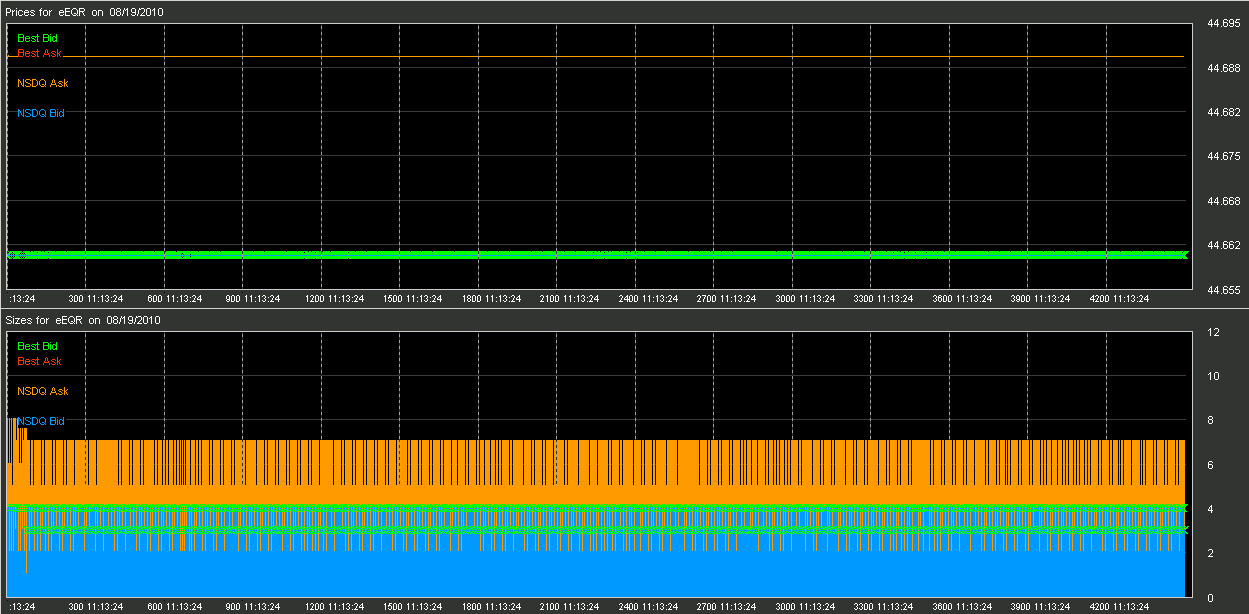 Prices for eEQR on 08/19/2010
Best Bid
Best Ask
NSDQ Ask
NSDQ Bid
44.695
44.688
44.682
44.675
44.668
44.662
44.655
:13:24 300 11:13:24 600 11:13:24 900 11:13:24 1200 11:13:24 1500 11:13:24 1800 11:13:24 2100 11:13:24 2400 11:13:24 2700 11:13:24 3000 11:13:24 3300 11:13:24 3600 11:13:24 3900 11:13:24 4200 11:13:24
Sizes for eEQR on 08/19/2010
Best Bid
Best Ask
NSDQ Ask
NSDQ Bid
12
10
8
6
4
2
0
:13:24 300 11:13:24 600 11:13:24 900 11:13:24 1200 11:13:24 1500 11:13:24 1800 11:13:24 2100 11:13:24 2400 11:13:24 2700 11:13:24 3000 11:13:24 3300 11:13:24 3600 11:13:24 3900 11:13:24 4200 11:13:24